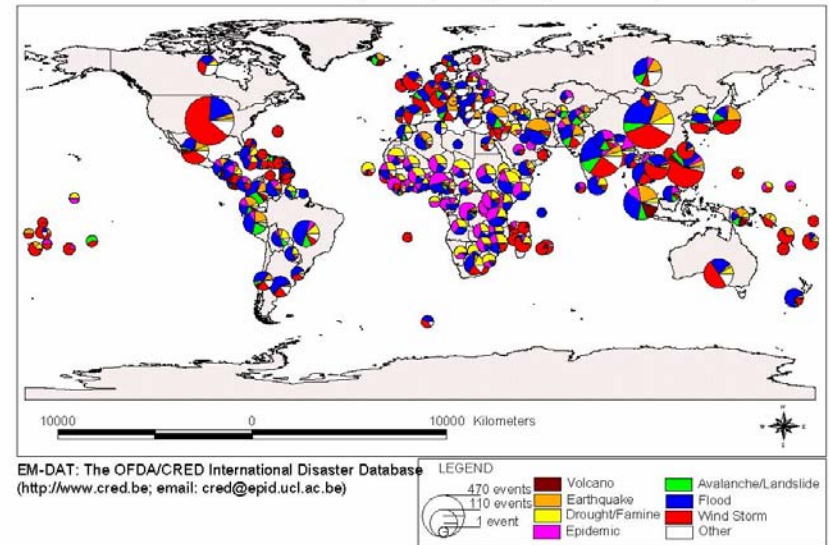 10000 0 10000 Kilometers
EM-DAT: The OFDA/CRED International Disaster Database
(http://www.cred.be; email: cred@epid.ucl.ac.be)
LEGEND
470 events
110 events
1 event
Volcano
Earthquake
Drought/Famine
Epidemic
Avalanche/Landslide
Flood
Wind Storm
Other